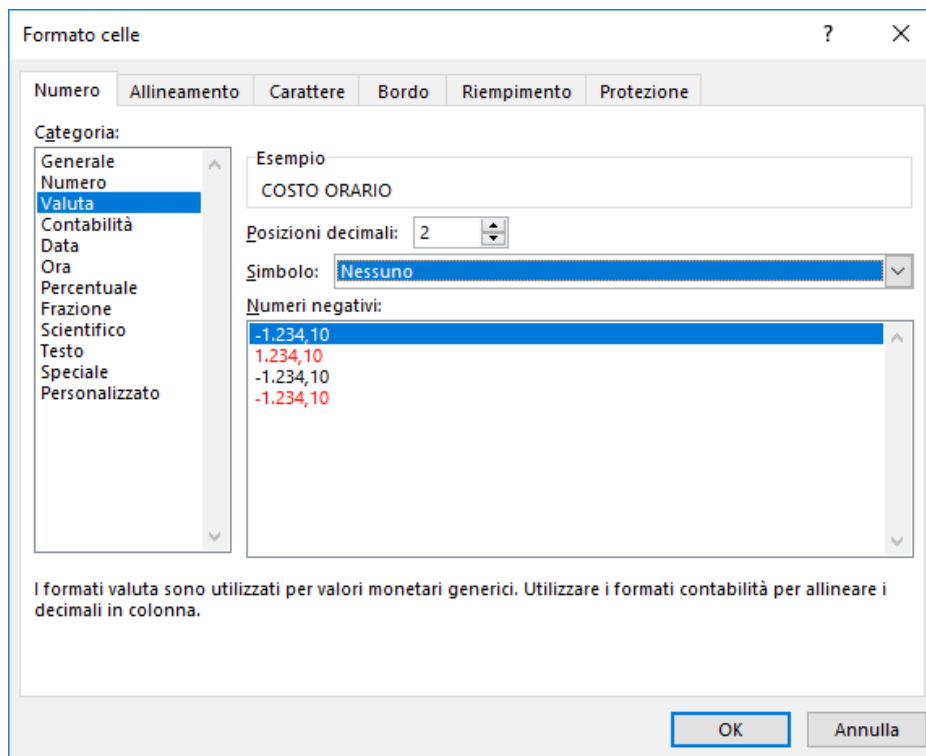 Formato celle
?
Numero Allineamento Carattere Bordo Riempimento Protezione
Categoria:
Generale
Numero
Valuta
Contabilità
Data
Ora
Percentuale
Frazione
Scientifico
Testo
Speciale
Personalizzato
Esempio
COSTO ORARIO
Posizioni decimali: 2
Simbolo: Nessuno
Numeri negativi:
-1.234,10
1.234,10
-1.234,10
-1.234,10
I formati valuta sono utilizzati per valori monetari generici. Utilizzare i formati contabilità per allineare i
decimali in colonna.
OK Annulla